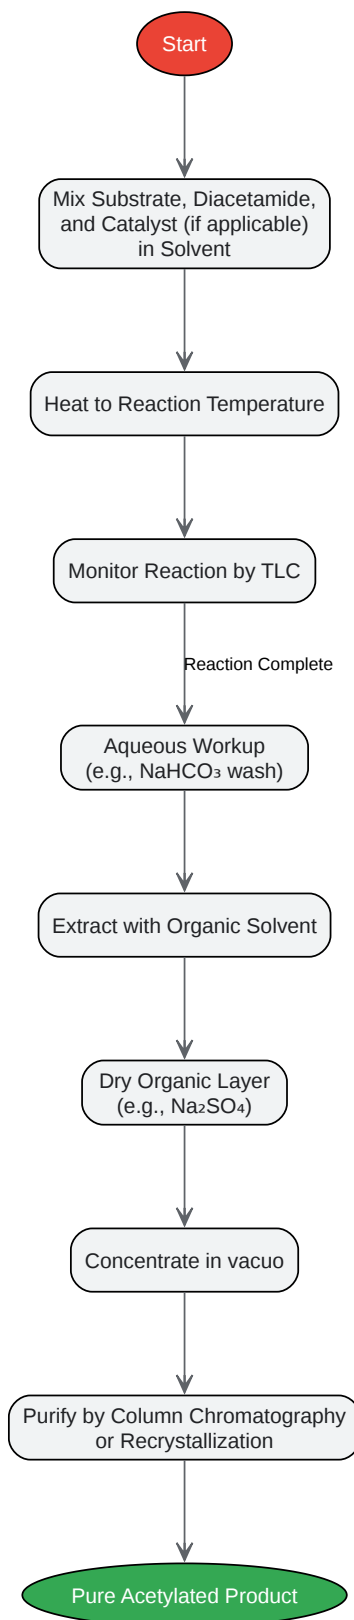 Start
Mix Substrate, Diacetamide,
and Catalyst (if applicable)
in Solvent
Heat to Reaction Temperature
Monitor Reaction by TLC
Reaction Complete
Aqueous Workup
(e.g., NaHCO₃ wash)
Extract with Organic Solvent
Dry Organic Layer
(e.g., Na₂SO₄)
Concentrate in vacuo
Purify by Column Chromatography
or Recrystallization
Pure Acetylated Product